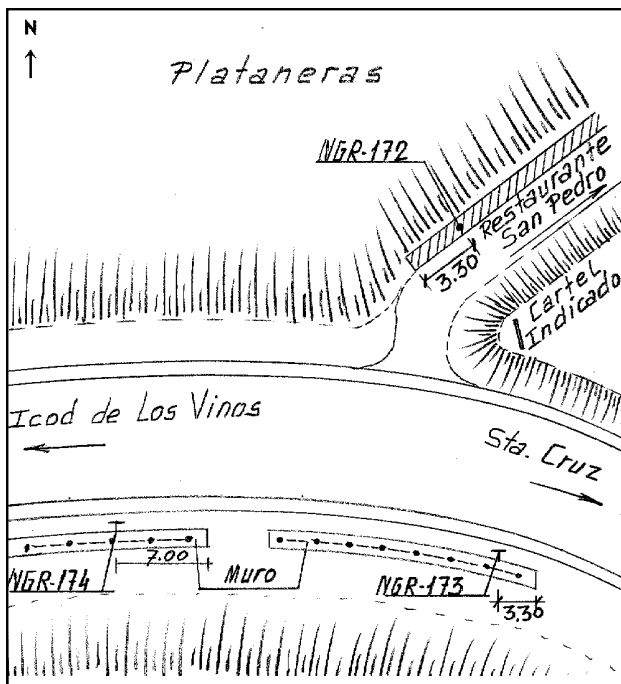 N
Plataneras
NGR-172
Restaurante
San Pedro
3.30
Cartel
Indicado
Icod de Los Vinos
Sta. Cruz
7.00
NGR-174
Muro
NGR-173
3.30